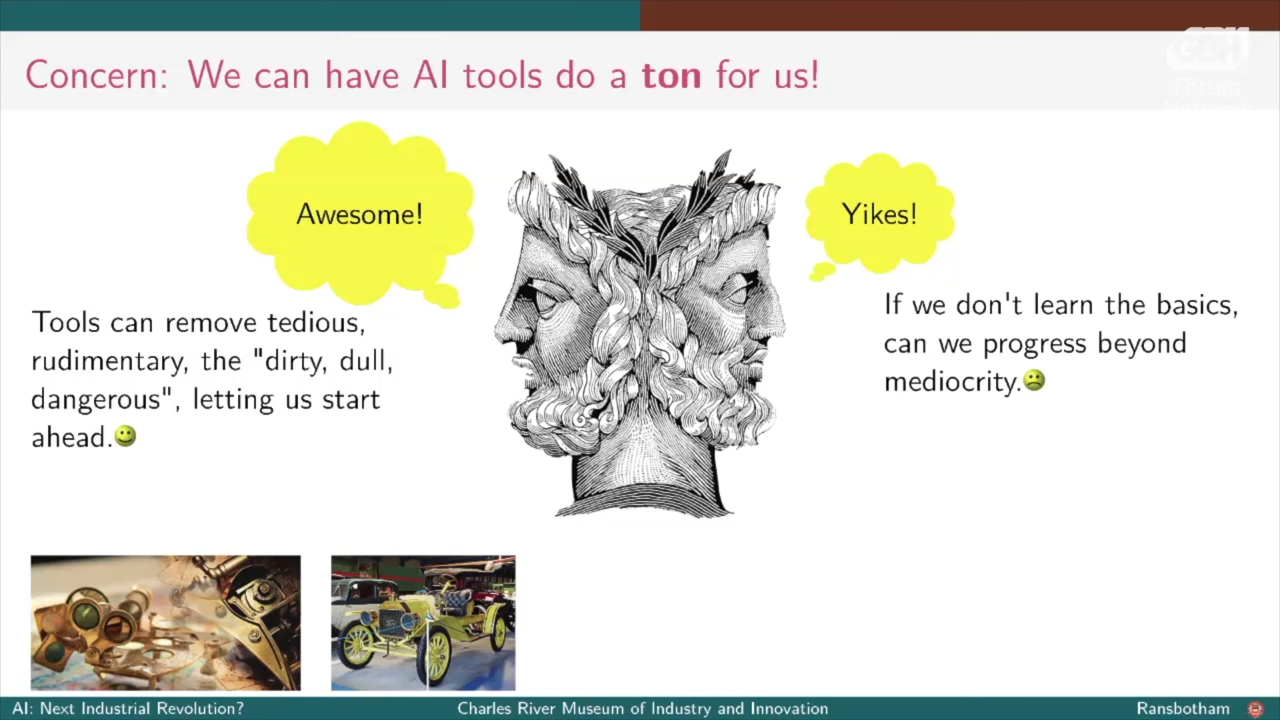 Concern: We can have AI tools do a ton for us!
Forum
Network
Awesome!
Yikes!
Tools can remove tedious,
rudimentary, the "dirty, dull,
dangerous", letting us start
ahead.
If we don't learn the basics,
can we progress beyond
mediocrity.
AI: Next Industrial Revolution?
Charles River Museum of Industry and Innovation
Ransbotham